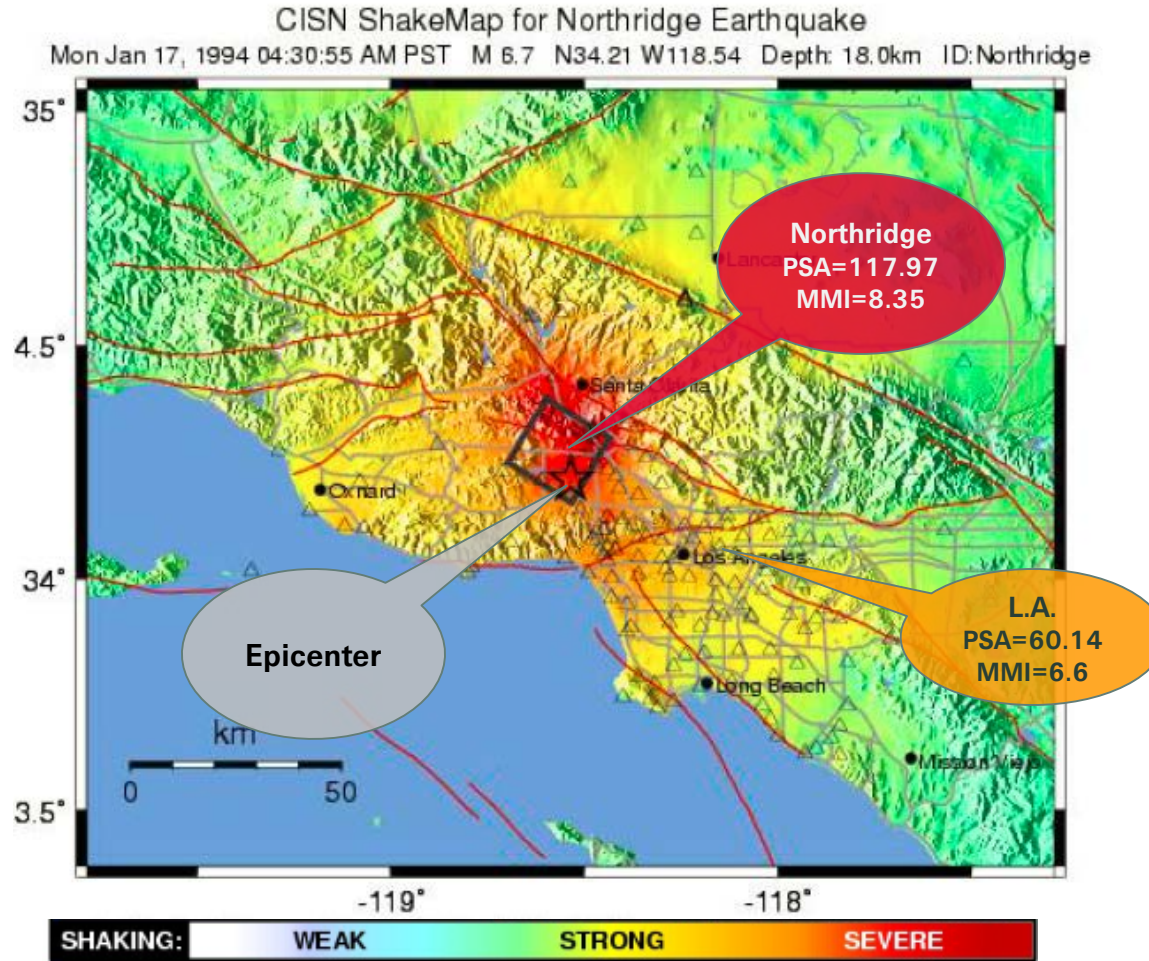 CISN ShakeMap for Northridge Earthquake
Mon Jan 17, 1994 04:30:55 AM PST M 6.7 N34.21 W118.54 Depth: 18.0km ID:Northridge
35°
Northridge
PSA=117.97
MMI=8.35
Lanca
4.5°
Santa Clarita
Oxnard
Los Angeles
34°
L.A.
PSA=60.14
MMI=6.6
Epicenter
Long Beach
km
Mission Viejo
0 50
3.5°
-119° -118°
SHAKING: WEAK STRONG SEVERE